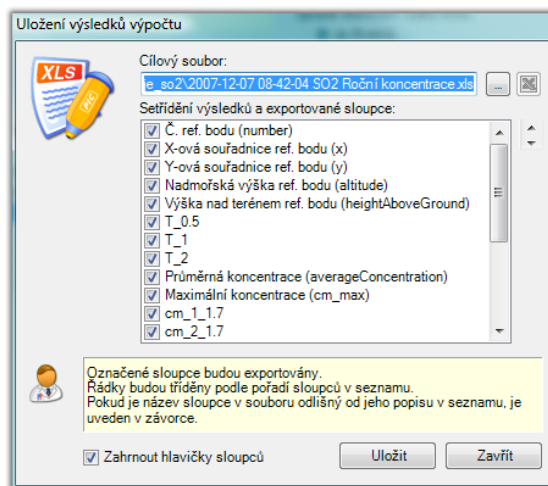 Uložení výsledků výpočtu
Cílový soubor:
e_so2\2007-12-07 08-42-04 SO2 Roční koncentrace.xls
...
XLS
Setřídění výsledků a exportované sloupce:
Č. ref. bodu (number)
X-ová souřadnice ref. bodu (x)
Y-ová souřadnice ref. bodu (y)
Nadmořská výška ref. bodu (altitude)
Výška nad terénem ref. bodu (heightAboveGround)
T_0.5
T_1
T_2
Průměrná koncentrace (averageConcentration)
Maximální koncentrace (cm_max)
cm_1_1.7
cm_2_1.7
Označené sloupce budou exportovány.
Řádky budou tříděny podle pořadí sloupců v seznamu.
Pokud je název sloupce v souboru odlišný od jeho popisu v seznamu, je
uveden v závorce.
Zahrnout hlavičky sloupců
Uložit
Zavřít